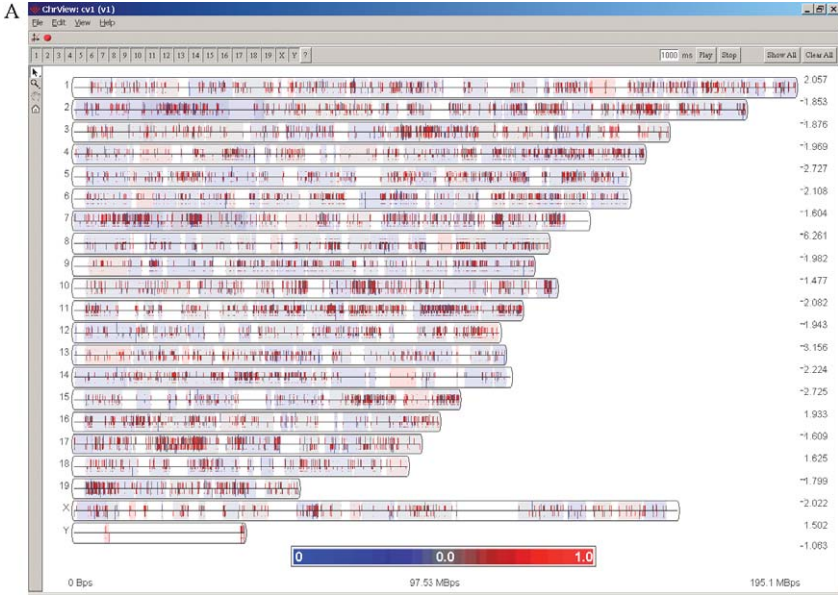 A
ChrView: cv1 (v1)
File Edit View Help
1 2 3 4 5 6 7 8 9 10 11 12 13 14 15 16 17 18 19 X Y ? 1000 ms Play Stop Show All Clear All
1 2.057
2 -1.853
3 -1.876
4 -1.969
5 -2.727
6 -2.108
7 -1.604
8 -6.261
9 -1.982
10 -1.477
11 -2.082
12 -1.943
13 -3.156
14 -2.224
15 -2.725
16 1.933
17 -1.609
18 1.625
19 -1.799
X -2.022
Y 1.502
-1.063
0 0.0 1.0
0 Bps 97.53 MBps 195.1 MBps